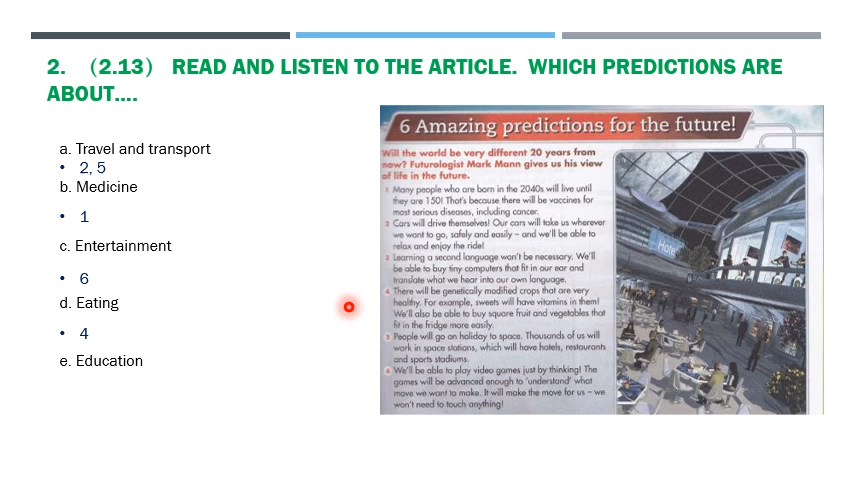 2. （2.13） READ AND LISTEN TO THE ARTICLE. WHICH PREDICTIONS ARE
ABOUT....
a. Travel and transport
• 2, 5
b. Medicine
• 1
c. Entertainment
• 6
d. Eating
• 4
e. Education
6 Amazing predictions for the future!
Will the world be very different 20 years from
now? Futurologist Mark Mann gives us his view
of life in the future.
1 Many people who are born in the 2040s will live until
they are 150! That's because there will be vaccines for
most serious diseases, including cancer.
2 Cars will drive themselves! Our cars will take us wherever
we want to go, safely and easily – and we'll be able to
relax and enjoy the ride!
3 Learning a second language won't be necessary. We'll
be able to buy tiny computers that fit in our ear and
translate what we hear into our own language.
4 There will be genetically modified crops that are very
healthy. For example, sweets will have vitamins in them!
We'll also be able to buy square fruit and vegetables that
fit in the fridge more easily.
5 People will go on holiday to space. Thousands of us will
work in space stations, which will have hotels, restaurants
and sports stadiums.
6 We'll be able to play video games just by thinking! The
games will be advanced enough to 'understand' what
move we want to make. It will make the move for us – we
won't need to touch anything!
Hotel